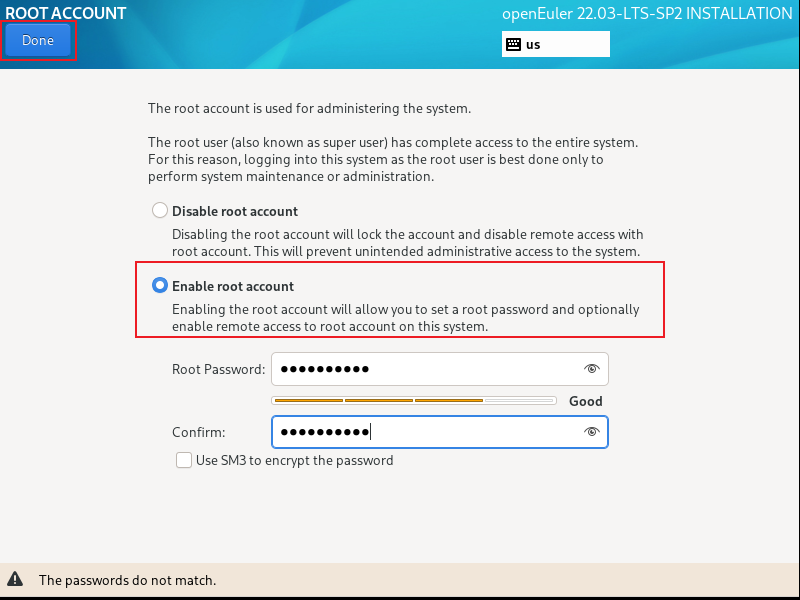 ROOT ACCOUNT
openEuler 22.03-LTS-SP2 INSTALLATION
Done
us
The root account is used for administering the system.
The root user (also known as super user) has complete access to the entire system.
For this reason, logging into this system as the root user is best done only to
perform system maintenance or administration.
Disable root account
Disabling the root account will lock the account and disable remote access with
root account. This will prevent unintended administrative access to the system.
Enable root account
Enabling the root account will allow you to set a root password and optionally
enable remote access to root account on this system.
Root Password: ●●●●●●●●●●
Good
Confirm: ●●●●●●●●●●
Use SM3 to encrypt the password
The passwords do not match.